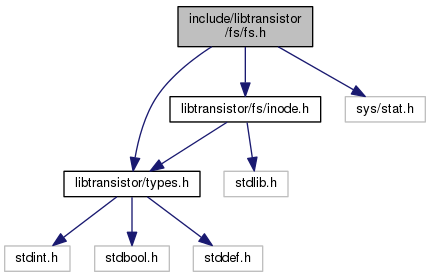 include/libtransistor
/fs/fs.h
libtransistor/fs/inode.h
sys/stat.h
libtransistor/types.h
stdlib.h
stdint.h
stdbool.h
stddef.h